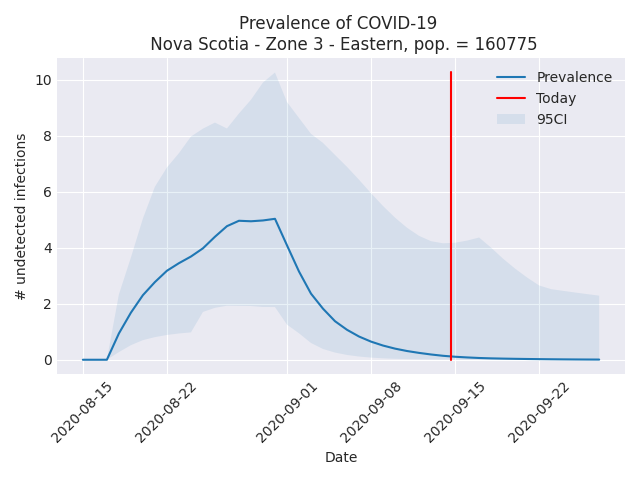 Prevalence of COVID-19
Nova Scotia - Zone 3 - Eastern, pop. = 160775
Prevalence
Today
95CI
# undetected infections
10
8
6
4
2
0
2020-08-15
2020-08-22
2020-09-01
2020-09-08
2020-09-15
2020-09-22
Date